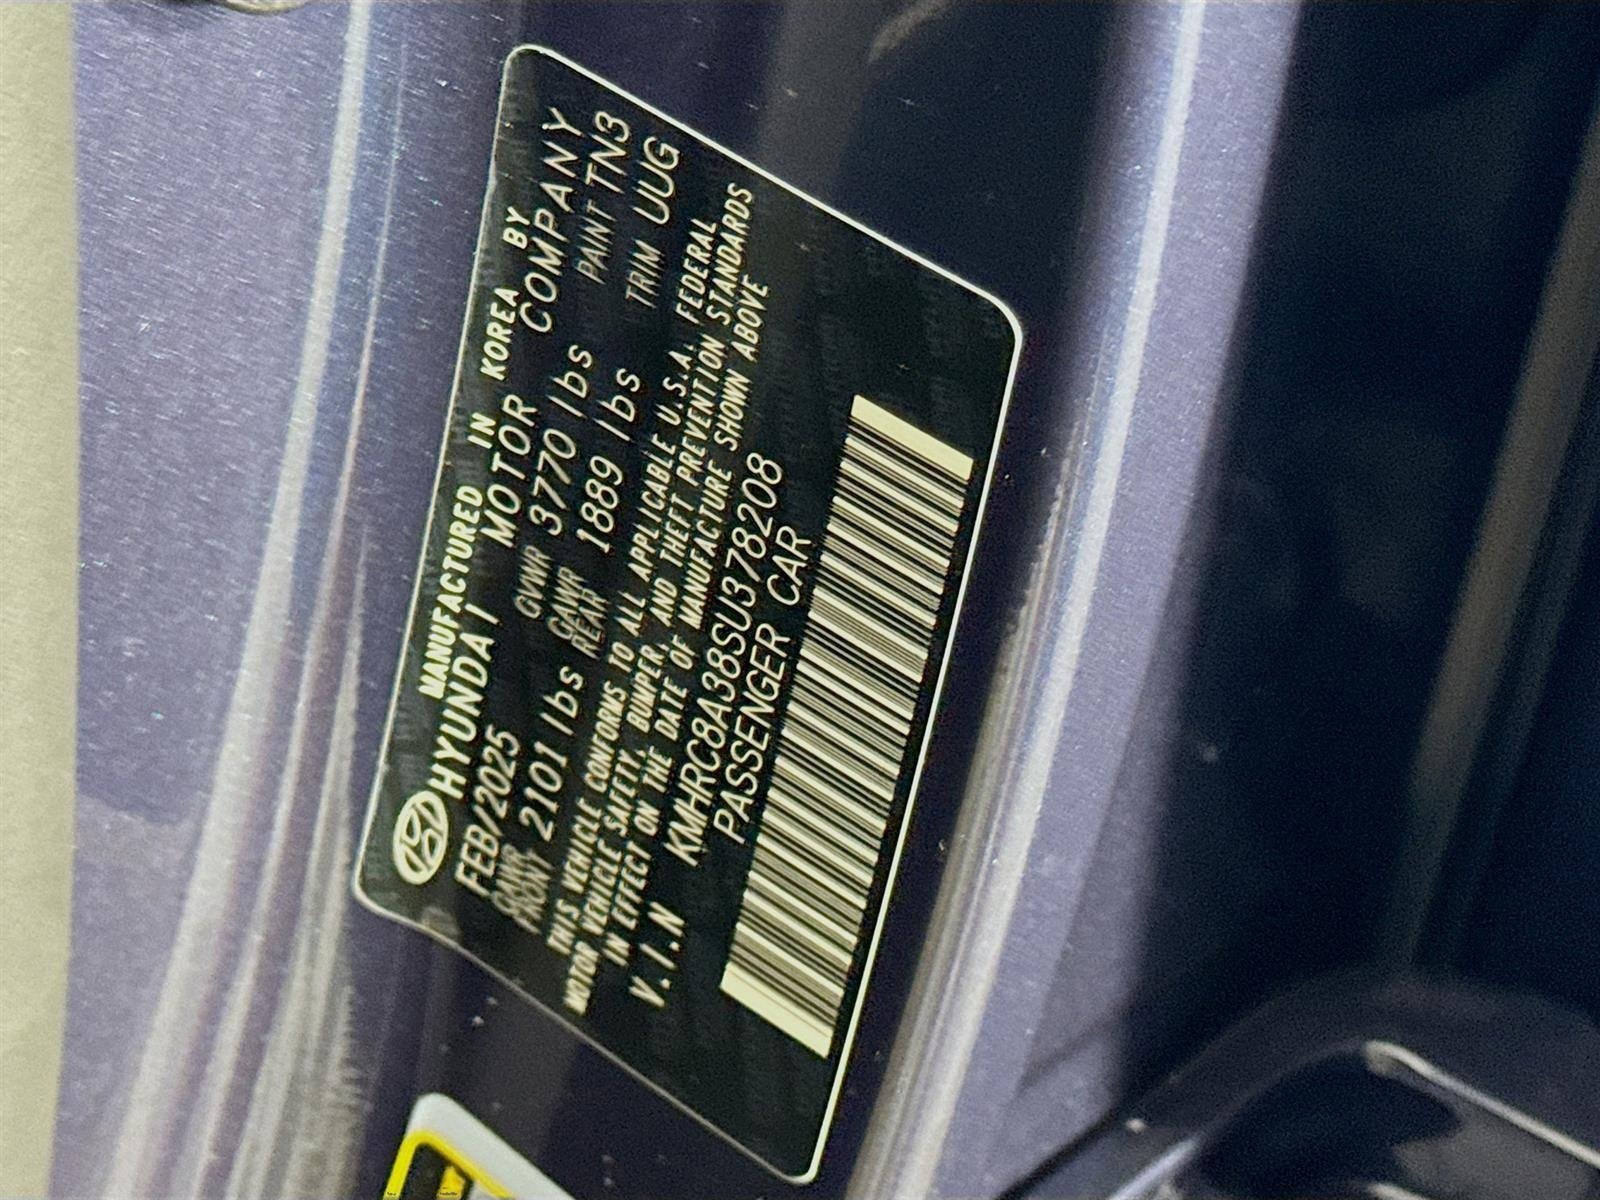 MANUFACTURED IN KOREA BY
HYUNDAI MOTOR COMPANY
FEB/2025 GVWR 3770 lbs PAINT TN3
GAWR FRONT 2101 lbs GAWR REAR 1889 lbs TRIM UUG
THIS VEHICLE CONFORMS TO ALL APPLICABLE U.S.A. FEDERAL
MOTOR VEHICLE SAFETY, BUMPER, AND THEFT PREVENTION STANDARDS
IN EFFECT ON THE DATE OF MANUFACTURE SHOWN ABOVE
V.I.N KMHRC8A38SU378208
PASSENGER CAR